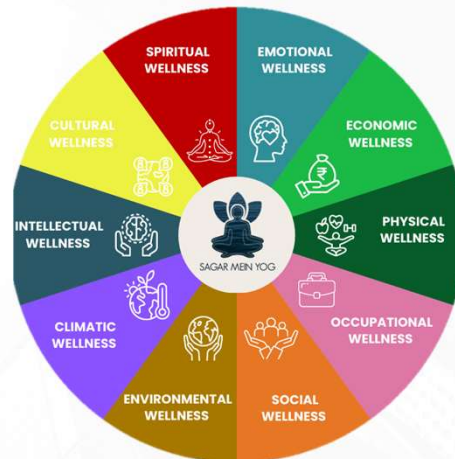 SPIRITUAL
WELLNESS
EMOTIONAL
WELLNESS
ECONOMIC
WELLNESS
PHYSICAL
WELLNESS
OCCUPATIONAL
WELLNESS
SOCIAL
WELLNESS
ENVIRONMENTAL
WELLNESS
CLIMATIC
WELLNESS
INTELLECTUAL
WELLNESS
CULTURAL
WELLNESS
₹
SAGAR MEIN YOG